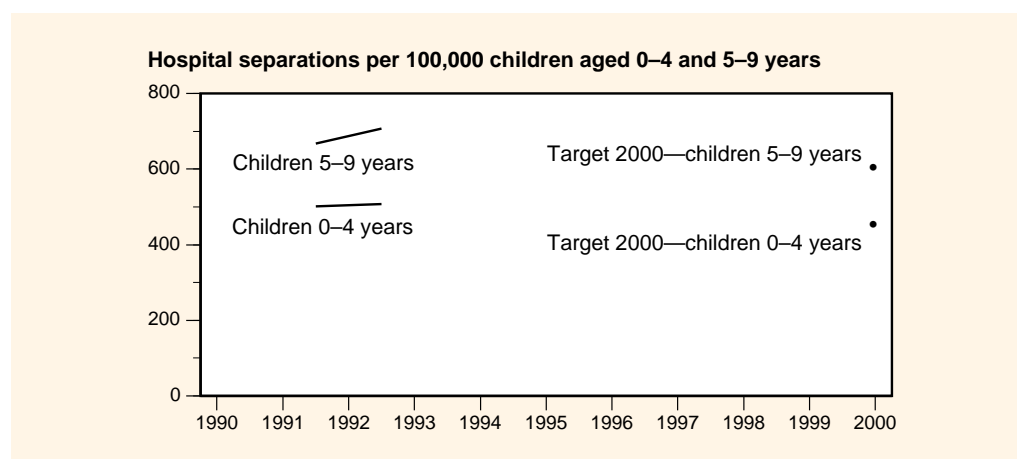 Hospital separations per 100,000 children aged 0–4 and 5–9 years
800
Children 5–9 years
Target 2000—children 5–9 years
600
Children 0–4 years
400
Target 2000—children 0–4 years
200
0
1990 1991 1992 1993 1994 1995 1996 1997 1998 1999 2000